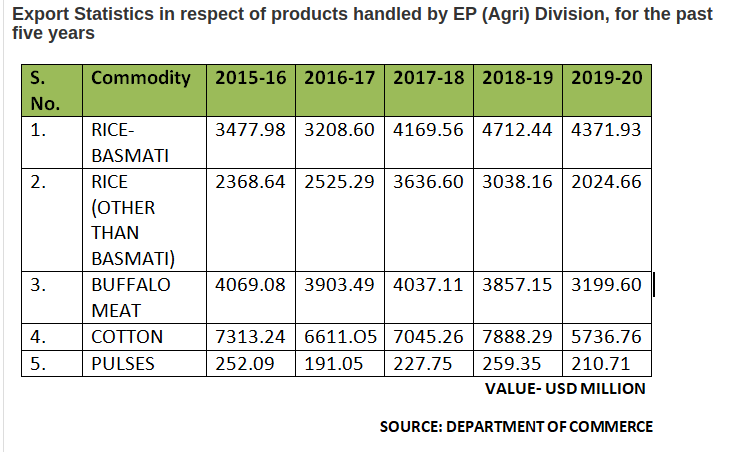 Export Statistics in respect of products handled by EP (Agri) Division, for the past
five years
S. No. Commodity 2015-16 2016-17 2017-18 2018-19 2019-20
1. RICE-BASMATI 3477.98 3208.60 4169.56 4712.44 4371.93
2. RICE (OTHER THAN BASMATI) 2368.64 2525.29 3636.60 3038.16 2024.66
3. BUFFALO MEAT 4069.08 3903.49 4037.11 3857.15 3199.60
4. COTTON 7313.24 6611.05 7045.26 7888.29 5736.76
5. PULSES 252.09 191.05 227.75 259.35 210.71
VALUE- USD MILLION
SOURCE: DEPARTMENT OF COMMERCE